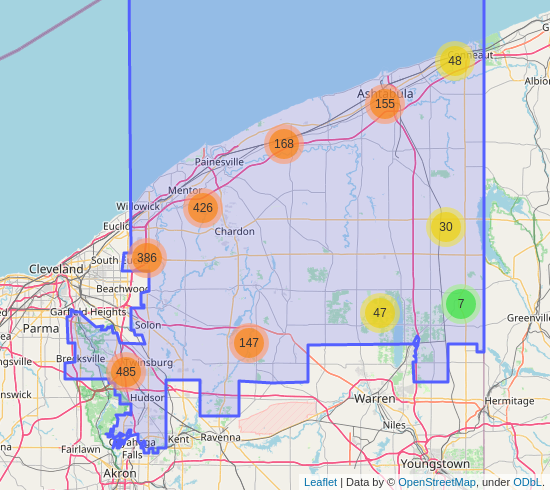 48
Ashtabula
155
Albion
168
Painesville
Mentor
Willowick
426
Euclid
Chardon
30
386
South
Cleveland
Beachwood
7
Garfield Heights
47
Greenville
Parma
Solon
147
Brecksville
Twinsburg
485
Hudson
Warren
Hermitage
Niles
Kent
Ravenna
Fairlawn
Falls
Youngstown
Akron
Leaflet | Data by © OpenStreetMap, under ODbL.